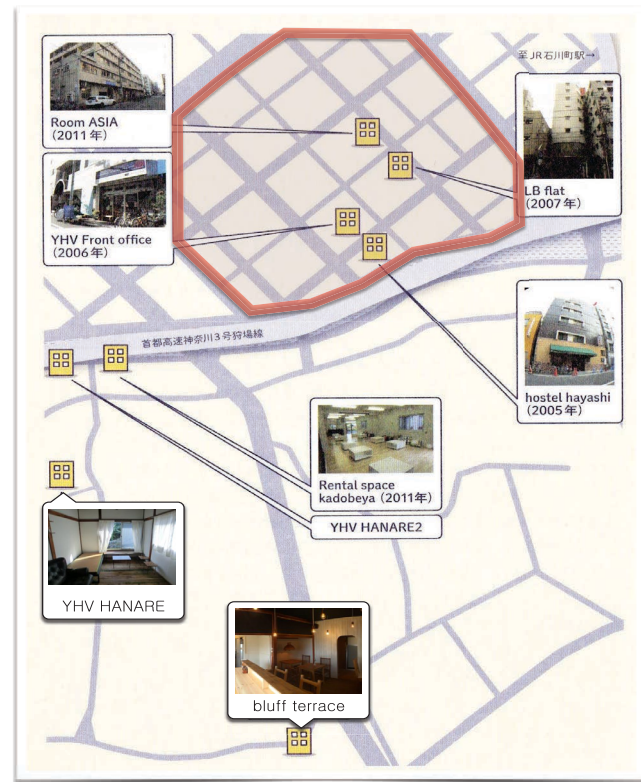 至JR石川町駅→
Room ASIA
(2011年)
LB flat
(2007年)
YHV Front office
(2006年)
首都高速神奈川3号狩場線
hostel hayashi
(2005年)
Rental space
kadobeya (2011年)
YHV HANARE2
YHV HANARE
bluff terrace